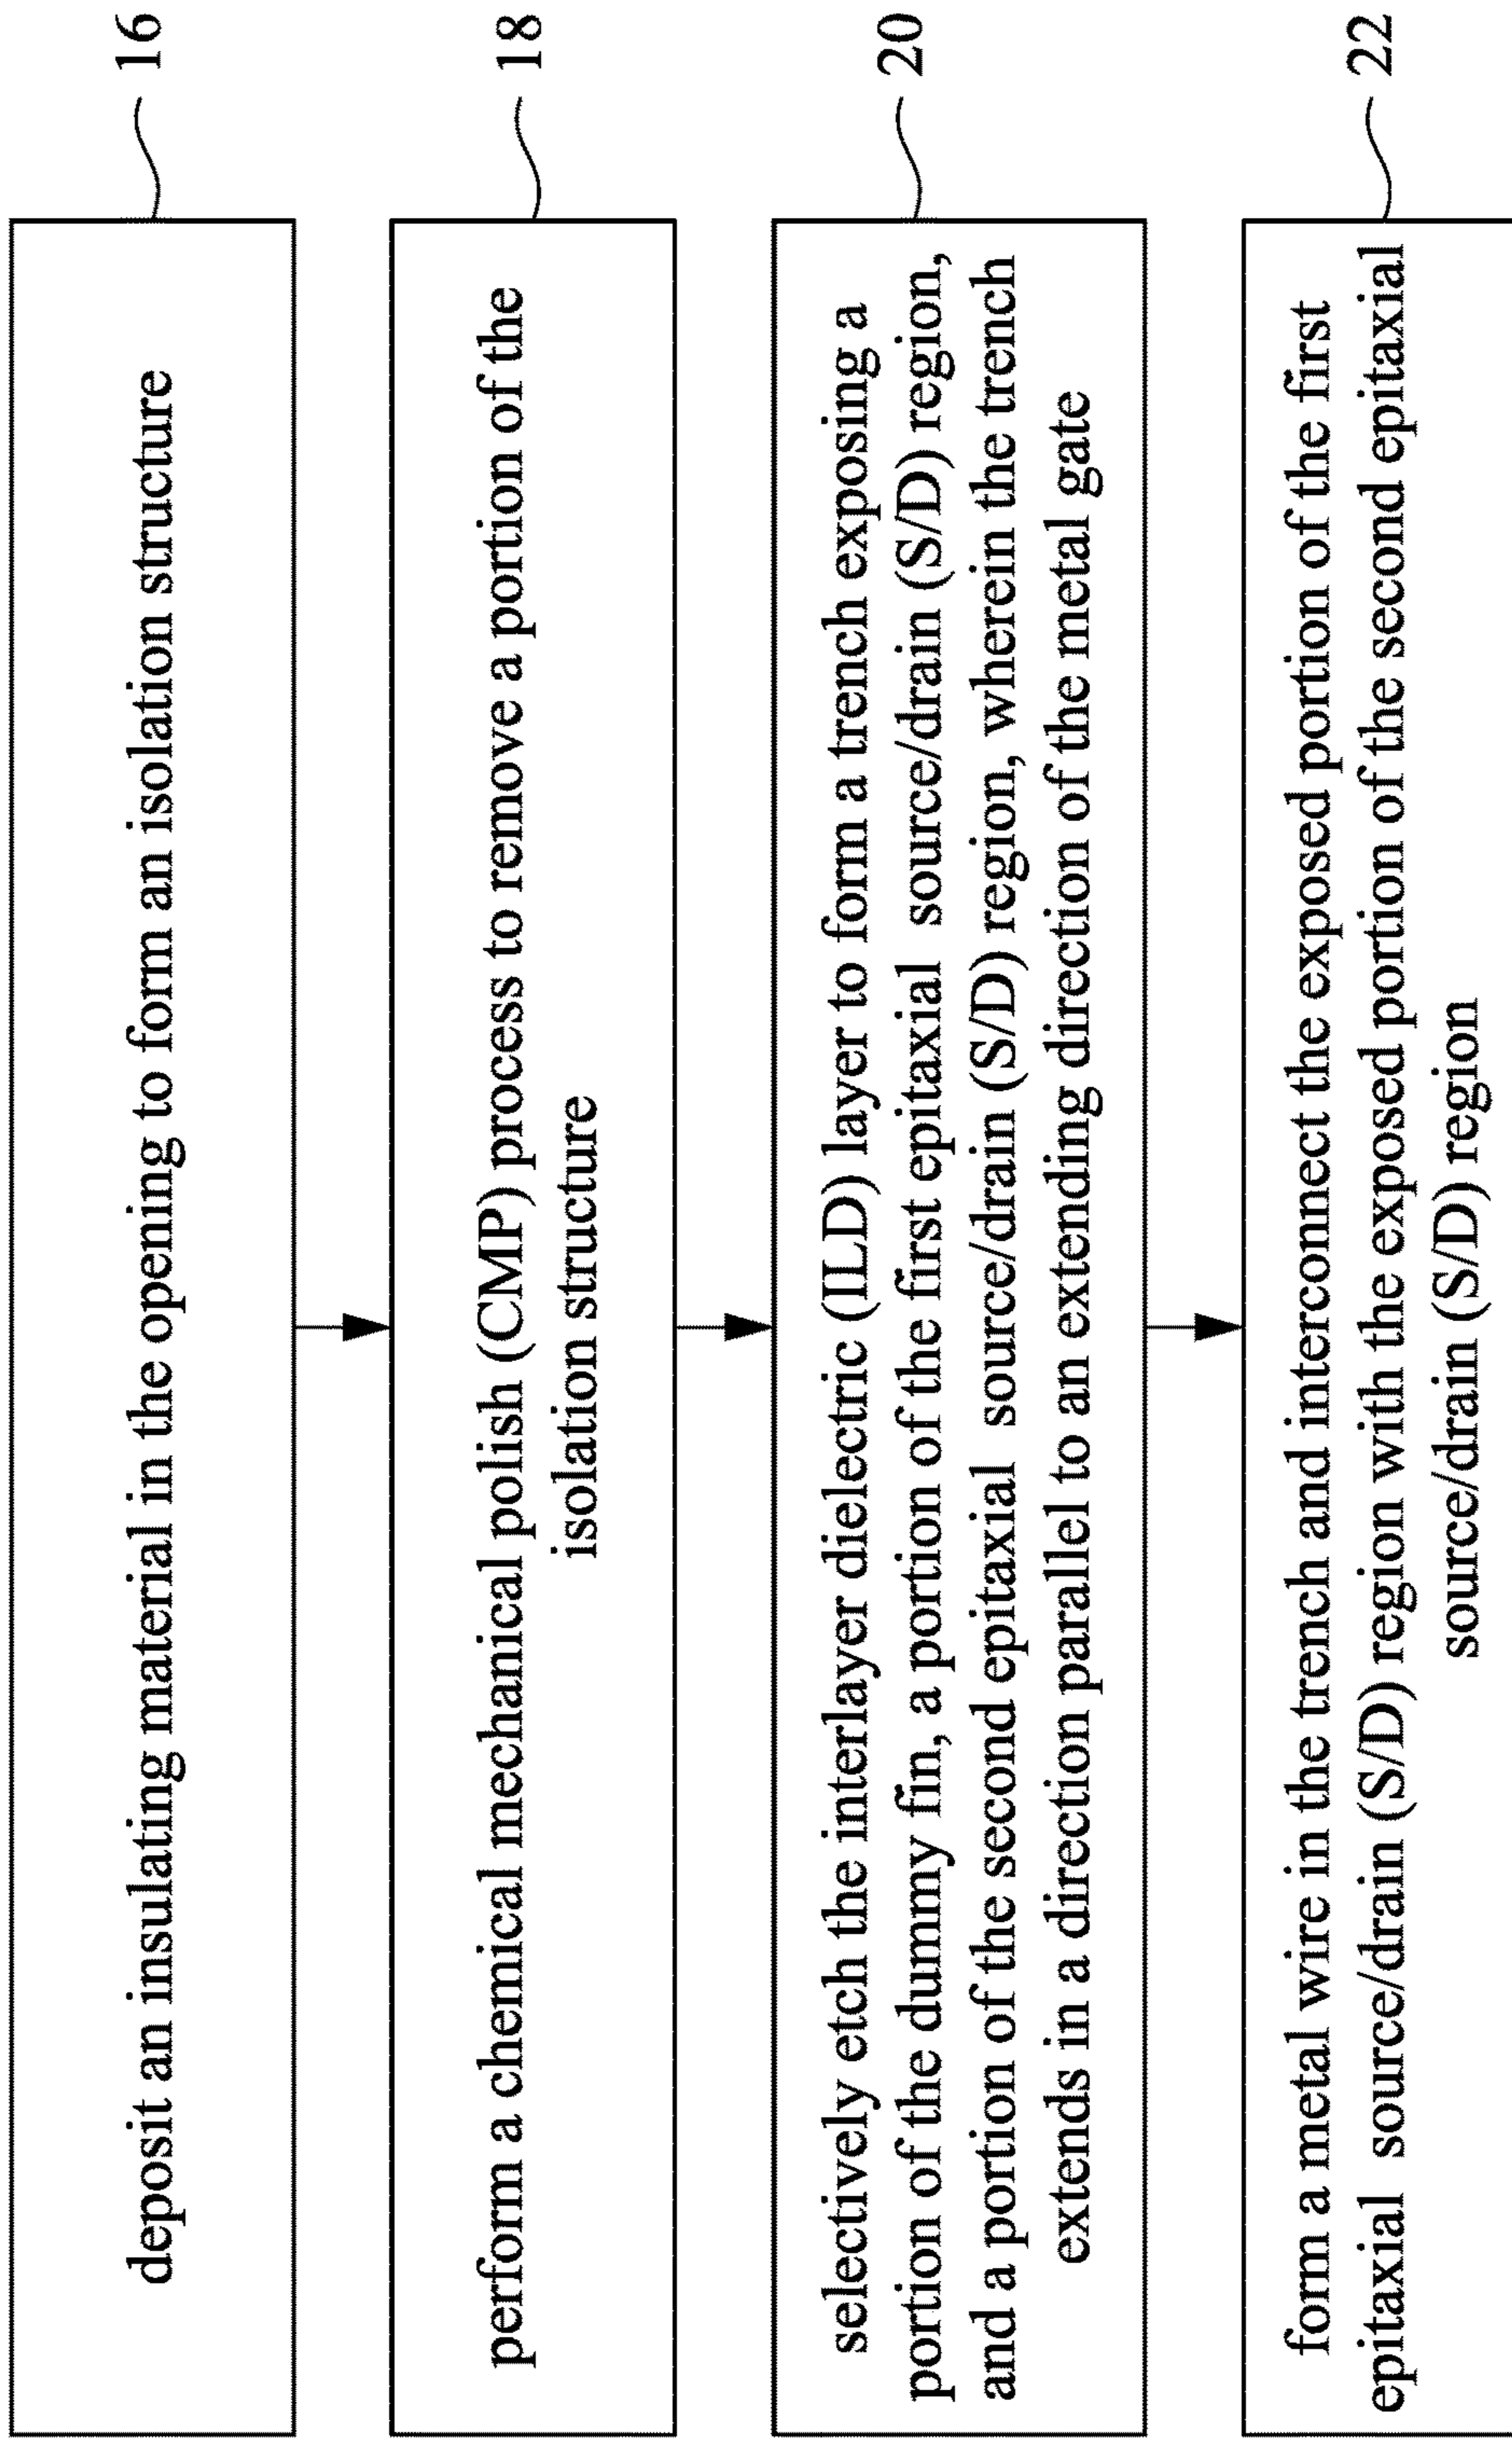 deposit an insulating material in the opening to form an isolation structure
16
perform a chemical mechanical polish (CMP) process to remove a portion of the
isolation structure
18
selectively etch the interlayer dielectric (ILD) layer to form a trench exposing a
portion of the dummy fin, a portion of the first epitaxial source/drain (S/D) region,
and a portion of the second epitaxial source/drain (S/D) region, wherein the trench
extends in a direction parallel to an extending direction of the metal gate
20
form a metal wire in the trench and interconnect the exposed portion of the first
epitaxial source/drain (S/D) region with the exposed portion of the second epitaxial
source/drain (S/D) region
22